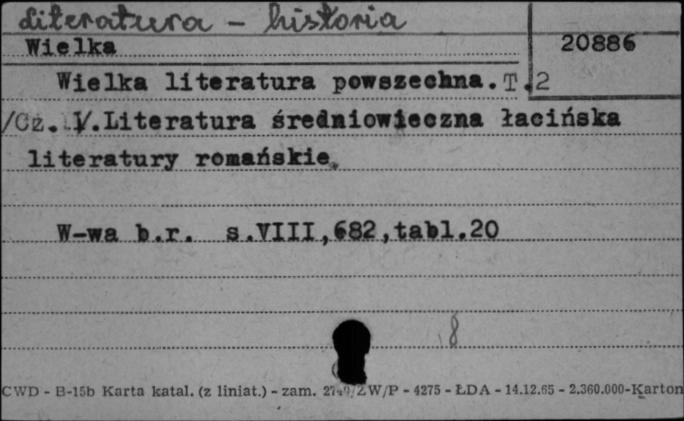 Literatura - historia
Wielka 20886
Wielka literatura powszechna.T.2
/Cz. V.Literatura średniowieczna łacińska
literatury romańskie.
W-wa b.r. s.VIII,682,tabl.20
8
CWD - B-15b Karta katal. (z liniat.) - zam. ZW/P - 4275 - ŁDA - 14.12.65 - 2.360.000-Karton